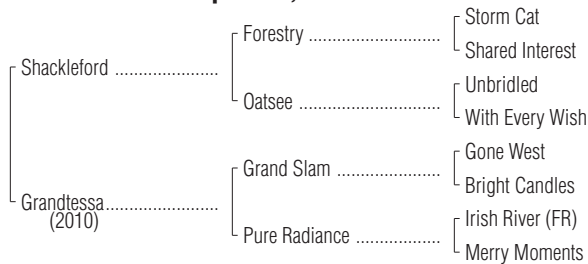 Storm Cat
Forestry ..............................
Shared Interest
Shackleford .......................
Unbridled
Oatsee ................................
With Every Wish
Gone West
Grand Slam .......................
Bright Candles
Grandtessa.........................
(2010)
Irish River (FR)
Pure Radiance ....................
Merry Moments